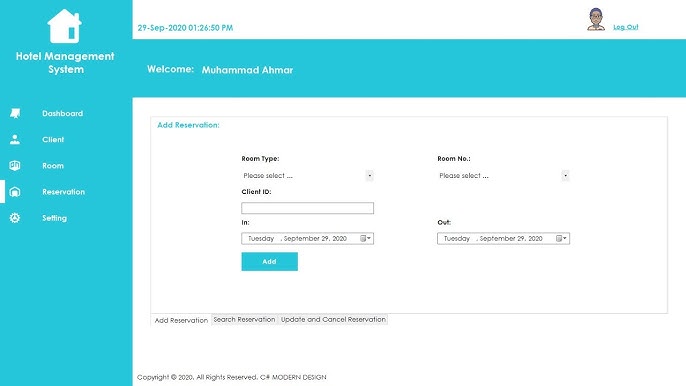 Hotel Management
System
Dashboard
Client
Room
Reservation
Setting
29-Sep-2020 01:26:50 PM
Log Out
Welcome: Muhammad Ahmar
Add Reservation:
Room Type: Room No.:
Please select ... Please select ...
Client ID:
In: Out:
Tuesday , September 29, 2020 Tuesday , September 29, 2020
Add
Add Reservation Search Reservation Update and Cancel Reservation
Copyright © 2020, All Rights Reserved. C# MODERN DESIGN